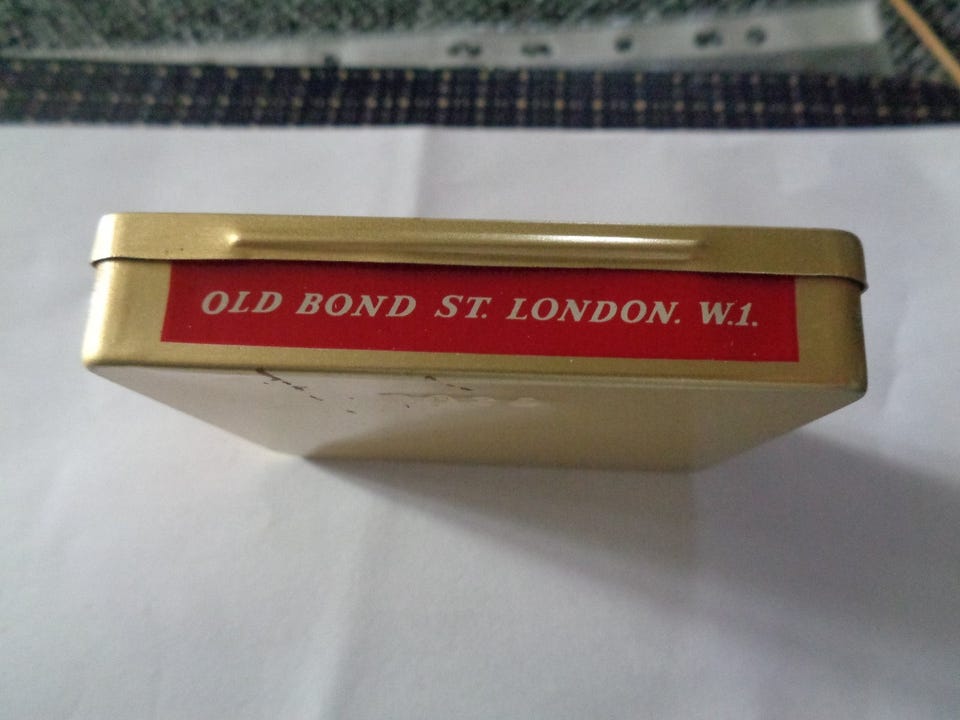 OLD BOND ST. LONDON. W.1.